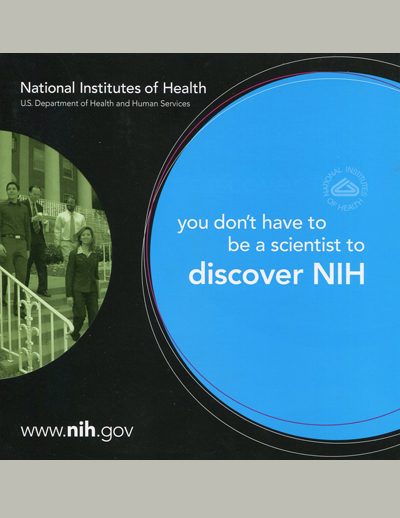 National Institutes of Health
U.S. Department of Health and Human Services
NATIONAL INSTITUTES OF HEALTH
you don't have to
be a scientist to
discover NIH
www.nih.gov